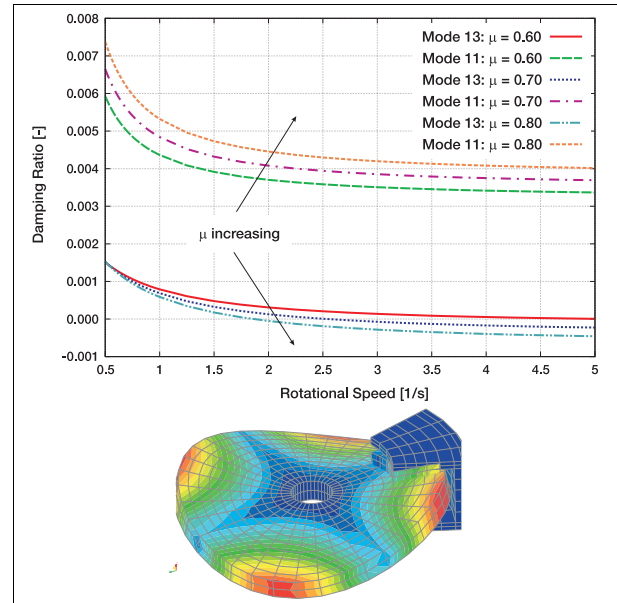 0.008
0.007
0.006
0.005
0.004
0.003
0.002
0.001
0.000
-0.001
Damping Ratio [-]
Mode 13: μ = 0.60
Mode 11: μ = 0.60
Mode 13: μ = 0.70
Mode 11: μ = 0.70
Mode 13: μ = 0.80
Mode 11: μ = 0.80
μ increasing
0.5 1 1.5 2 2.5 3 3.5 4 4.5 5
Rotational Speed [1/s]